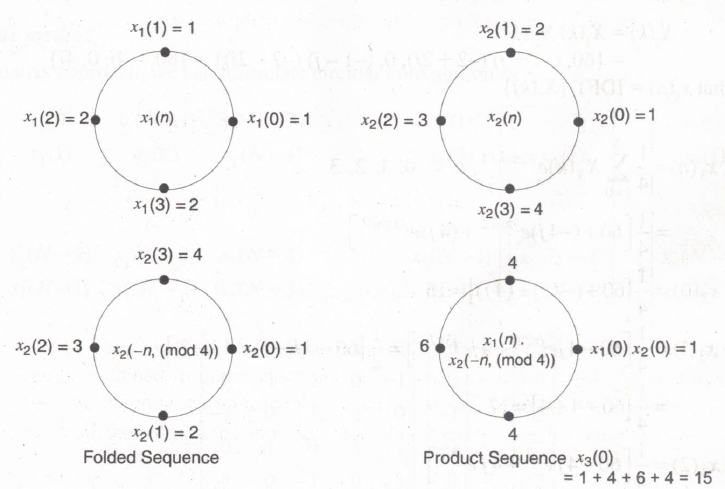 x₁(1) = 1
x₂(1) = 2
x₁(2) = 2
x₁(n)
x₁(0) = 1
x₂(2) = 3
x₂(n)
x₂(0) = 1
x₁(3) = 2
x₂(3) = 4
x₂(3) = 4
4
x₂(2) = 3
x₂(-n, (mod 4))
x₂(0) = 1
6
x₁(n).
x₂(-n, (mod 4))
x₁(0) x₂(0) = 1
x₂(1) = 2
4
Folded Sequence
Product Sequence x₃(0)
= 1 + 4 + 6 + 4 = 15